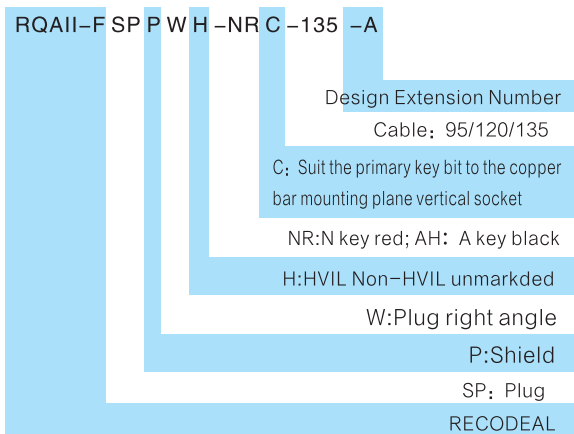 RQAII-F SP P W H -NR C -135 -A
Design Extension Number
Cable: 95/120/135
C: Suit the primary key bit to the copper
bar mounting plane vertical socket
NR:N key red; AH: A key black
H:HVIL Non-HVIL unmarkded
W:Plug right angle
P:Shield
SP: Plug
RECODEAL